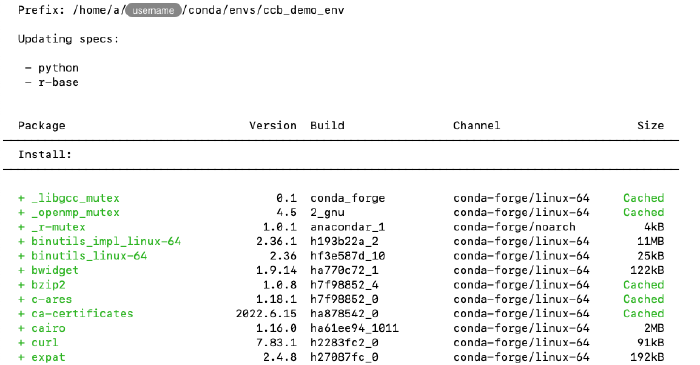 Prefix: /home/a/username/conda/envs/ccb_demo_env
Updating specs:
- python
- r-base
Package Version Build Channel Size
Install:
+ _libgcc_mutex 0.1 conda_forge conda-forge/linux-64 Cached
+ _openmp_mutex 4.5 2_gnu conda-forge/linux-64 Cached
+ _r-mutex 1.0.1 anacondar_1 conda-forge/noarch 4kB
+ binutils_impl_linux-64 2.36.1 h193b22a_2 conda-forge/linux-64 11MB
+ binutils_linux-64 2.36 hf3e587d_10 conda-forge/linux-64 25kB
+ bwidget 1.9.14 ha770c72_1 conda-forge/linux-64 122kB
+ bzip2 1.0.8 h7f98852_4 conda-forge/linux-64 Cached
+ c-ares 1.18.1 h7f98852_0 conda-forge/linux-64 Cached
+ ca-certificates 2022.6.15 ha878542_0 conda-forge/linux-64 Cached
+ cairo 1.16.0 ha61ee94_1011 conda-forge/linux-64 2MB
+ curl 7.83.1 h2283fc2_0 conda-forge/linux-64 91kB
+ expat 2.4.8 h27087fc_0 conda-forge/linux-64 192kB